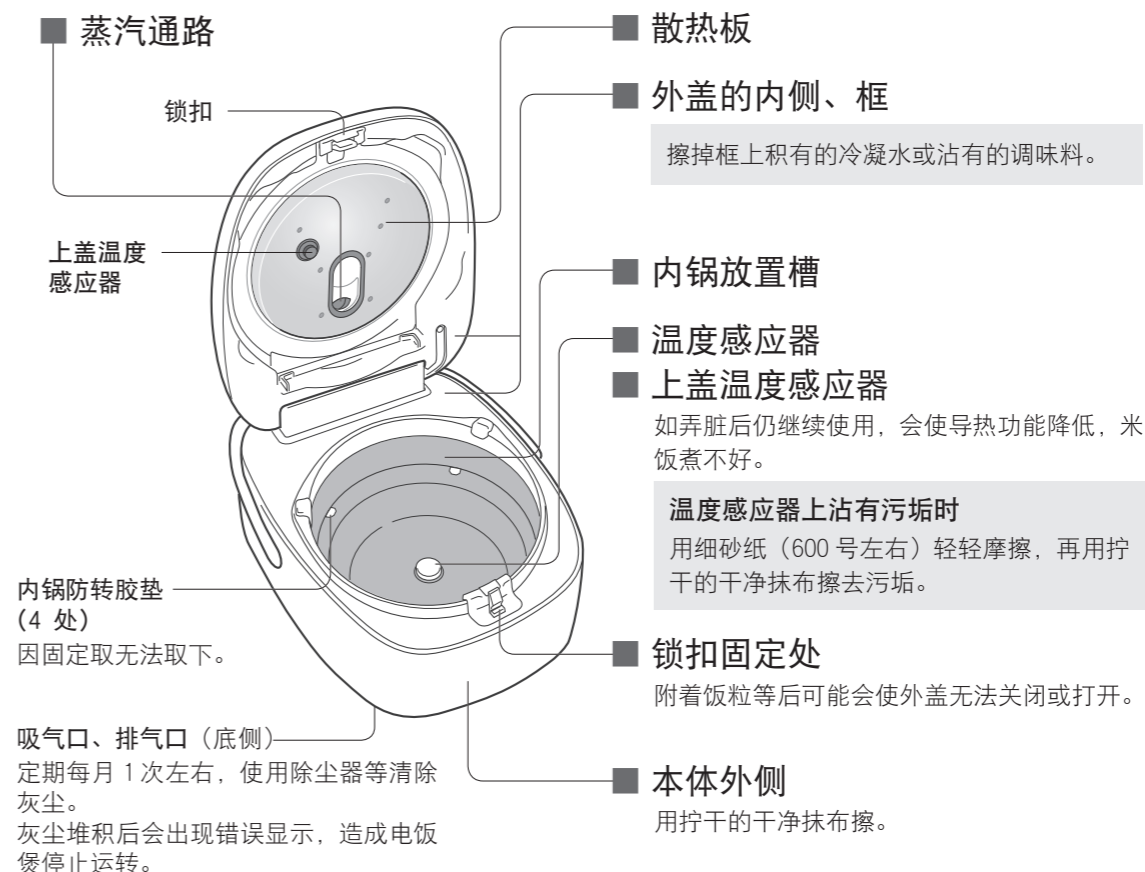 ■ 蒸汽通路
锁扣
上盖温度
感应器
内锅防转胶垫
(4 处)
因固定取无法取下。
吸气口、排气口（底侧）
定期每月 1 次左右，使用除尘器等清除
灰尘。
灰尘堆积后会出现错误显示，造成电饭
煲停止运转。
■ 散热板
■ 外盖的内侧、框
擦掉框上积有的冷凝水或沾有的调味料。
■ 内锅放置槽
■ 温度感应器
■ 上盖温度感应器
如弄脏后仍继续使用，会使导热功能降低，米
饭煮不好。
温度感应器上沾有污垢时
用细砂纸（600 号左右）轻轻摩擦，再用拧
干的干净抹布擦去污垢。
■ 锁扣固定处
附着饭粒等后可能会使外盖无法关闭或打开。
■ 本体外侧
用拧干的干净抹布擦。